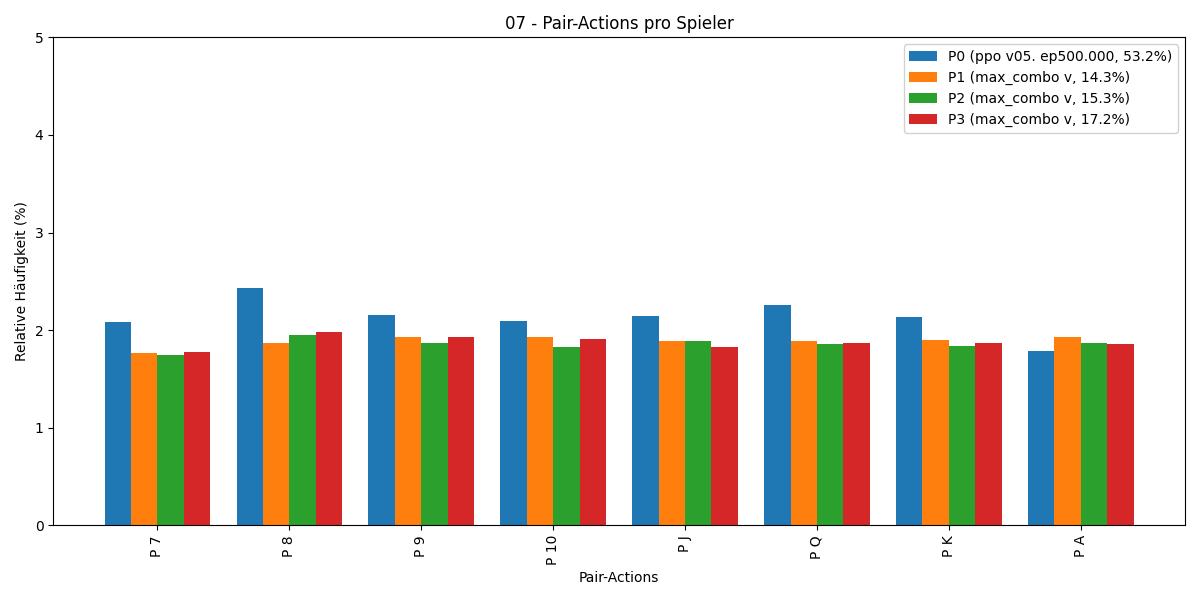 07 - Pair-Actions pro Spieler
Relative Häufigkeit (%)
5
4
3
2
1
0
P0 (ppo v05. ep500.000, 53.2%)
P1 (max_combo v, 14.3%)
P2 (max_combo v, 15.3%)
P3 (max_combo v, 17.2%)
P 7
P 8
P 9
P 10
P J
P Q
P K
P A
Pair-Actions